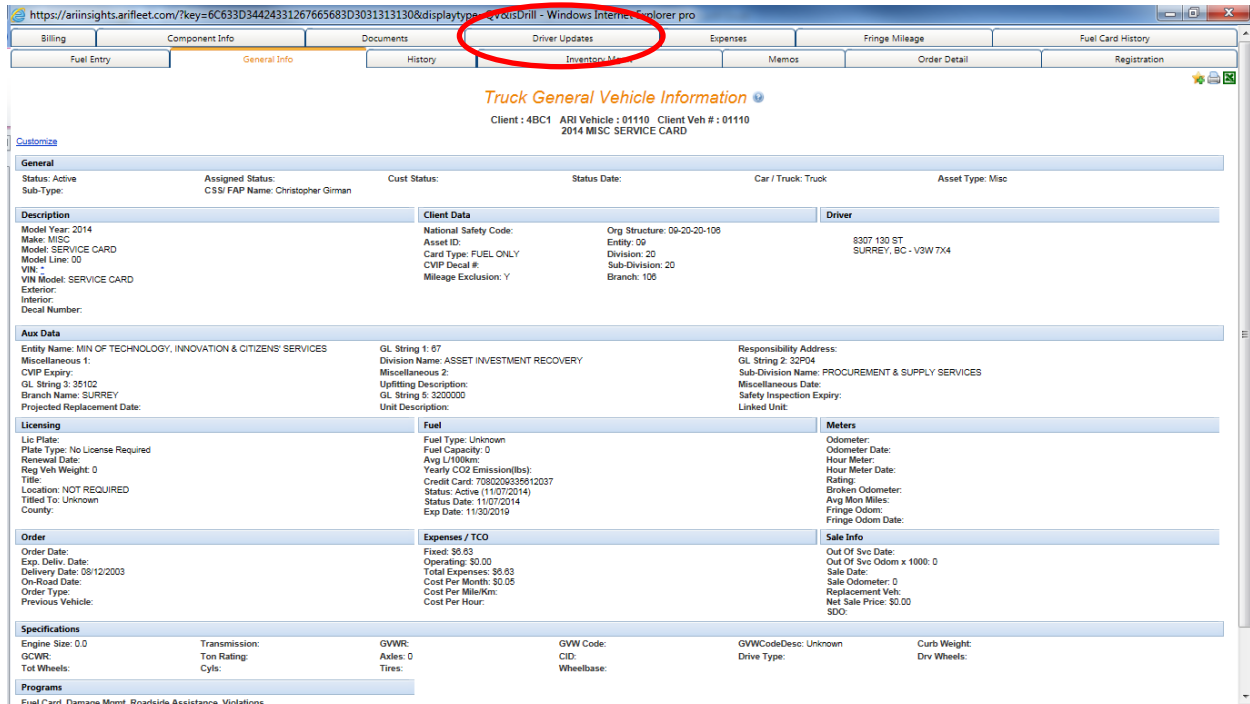 https://ariinsights.arifleet.com/?key=6C633D34424331267665683D3031313130&displaytype=QV&isDrill - Windows Internet Explorer pro
Billing Component Info Documents Driver Updates Expenses Fringe Mileage Fuel Card History
Fuel Entry General Info History Inventory Memos Order Detail Registration
Truck General Vehicle Information
Client : 4BC1 ARI Vehicle : 01110 Client Veh # : 01110
2014 MISC SERVICE CARD
Customize
General
Status: Active Assigned Status: Cust Status: Status Date: Car / Truck: Truck Asset Type: Misc
Sub-Type: CSS/ FAP Name: Christopher Girman
Description Client Data Driver
Model Year: 2014 National Safety Code: Org Structure: 09-20-20-106
Make: MISC Asset ID: Entity: 09 8307 130 ST
Model: SERVICE CARD Card Type: FUEL ONLY Division: 20 SURREY, BC - V3W 7X4
Model Line: 00 CVIP Decal #: Sub-Division: 20
VIN: * Mileage Exclusion: Y Branch: 106
VIN Model: SERVICE CARD
Exterior:
Interior:
Decal Number:
Aux Data
Entity Name: MIN OF TECHNOLOGY, INNOVATION & CITIZENS' SERVICES GL String 1: 67 Responsibility Address:
Miscellaneous 1: Division Name: ASSET INVESTMENT RECOVERY GL String 2: 32P04
CVIP Expiry: Miscellaneous 2: Sub-Division Name: PROCUREMENT & SUPPLY SERVICES
GL String 3: 35102 Upfitting Description: Miscellaneous Date:
Branch Name: SURREY GL String 5: 3200000 Safety Inspection Expiry:
Projected Replacement Date: Unit Description: Linked Unit:
Licensing Fuel Meters
Lic Plate: Fuel Type: Unknown Odometer:
Plate Type: No License Required Fuel Capacity: 0 Odometer Date:
Renewal Date: Avg L/100km: Hour Meter:
Reg Veh Weight: 0 Yearly CO2 Emission(lbs): Hour Meter Date:
Title: Credit Card: 7080209335612037 Rating:
Location: NOT REQUIRED Status: Active (11/07/2014) Broken Odometer:
Titled To: Unknown Status Date: 11/07/2014 Avg Mon Miles:
County: Exp Date: 11/30/2019 Fringe Odom:
Fringe Odom Date:
Order Expenses / TCO Sale Info
Order Date: Fixed: $6.63 Out Of Svc Date:
Exp. Deliv. Date: Operating: $0.00 Out Of Svc Odom x 1000: 0
Delivery Date: 08/12/2003 Total Expenses: $6.63 Sale Date:
On-Road Date: Cost Per Month: $0.05 Sale Odometer: 0
Order Type: Cost Per Mile/Km: Replacement Veh:
Previous Vehicle: Cost Per Hour: Net Sale Price: $0.00
SDO:
Specifications
Engine Size: 0.0 Transmission: GVWR: GVW Code: GVWCodeDesc: Unknown Curb Weight:
GCWR: Ton Rating: Axles: 0 CID: Drive Type: Drv Wheels:
Tot Wheels: Cyls: Tires: Wheelbase:
Programs
Fuel Card, Damage Mgmt, Roadside Assistance, Violations